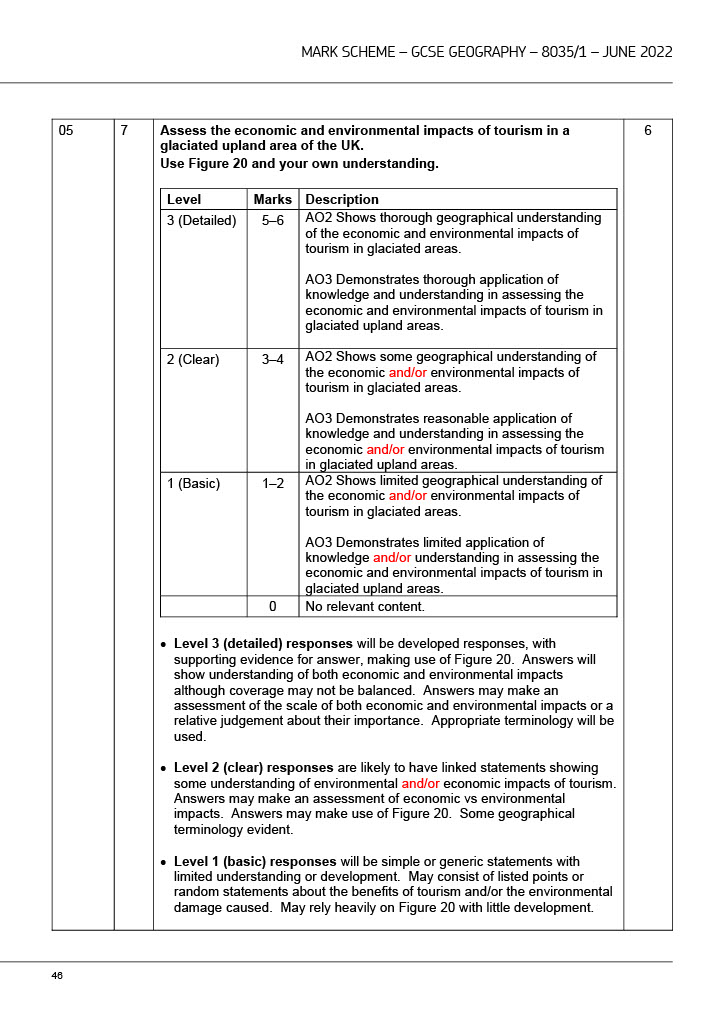 MARK SCHEME – GCSE GEOGRAPHY – 8035/1 – JUNE 2022
05 7 Assess the economic and environmental impacts of tourism in a 6
glaciated upland area of the UK.
Use Figure 20 and your own understanding.
Level Marks Description
3 (Detailed) 5–6 AO2 Shows thorough geographical understanding
of the economic and environmental impacts of
tourism in glaciated areas.
AO3 Demonstrates thorough application of
knowledge and understanding in assessing the
economic and environmental impacts of tourism in
glaciated upland areas.
2 (Clear) 3–4 AO2 Shows some geographical understanding of
the economic and/or environmental impacts of
tourism in glaciated areas.
AO3 Demonstrates reasonable application of
knowledge and understanding in assessing the
economic and/or environmental impacts of tourism
in glaciated upland areas.
1 (Basic) 1–2 AO2 Shows limited geographical understanding of
the economic and/or environmental impacts of
tourism in glaciated areas.
AO3 Demonstrates limited application of
knowledge and/or understanding in assessing the
economic and environmental impacts of tourism in
glaciated upland areas.
0 No relevant content.
• Level 3 (detailed) responses will be developed responses, with
supporting evidence for answer, making use of Figure 20. Answers will
show understanding of both economic and environmental impacts
although coverage may not be balanced. Answers may make an
assessment of the scale of both economic and environmental impacts or a
relative judgement about their importance. Appropriate terminology will be
used.
• Level 2 (clear) responses are likely to have linked statements showing
some understanding of environmental and/or economic impacts of tourism.
Answers may make an assessment of economic vs environmental
impacts. Answers may make use of Figure 20. Some geographical
terminology evident.
• Level 1 (basic) responses will be simple or generic statements with
limited understanding or development. May consist of listed points or
random statements about the benefits of tourism and/or the environmental
damage caused. May rely heavily on Figure 20 with little development.
46